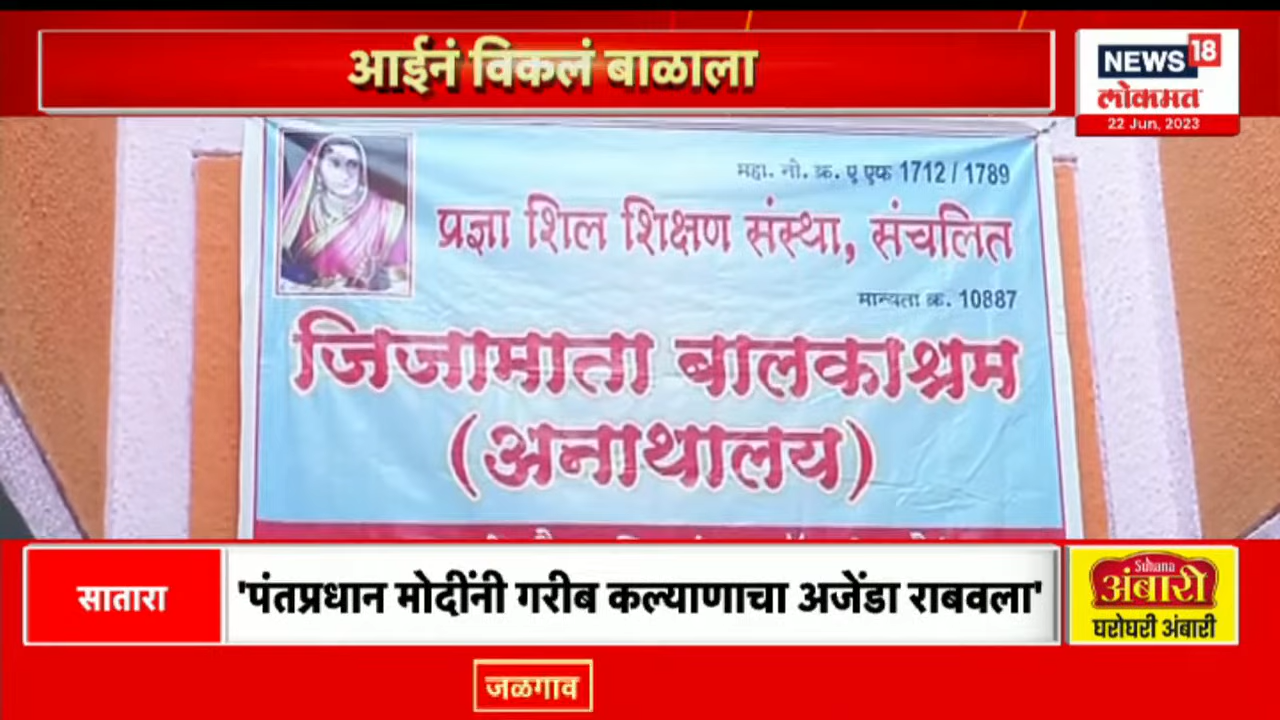 आईनं विकलं बाळाला
NEWS 18
लोकमत
22 Jun, 2023
महा. नों. क्र. ए एफ 1712 / 1789
प्रज्ञा शिल शिक्षण संस्था, संचलित
मान्यता क्र. 10887
जिजामाता बालकाश्रम
(अनाथालय)
सातारा
'पंतप्रधान मोदींनी गरीब कल्याणाचा अजेंडा राबवला'
Suhana
अंबारी
घरोघरी अंबारी
जळगाव